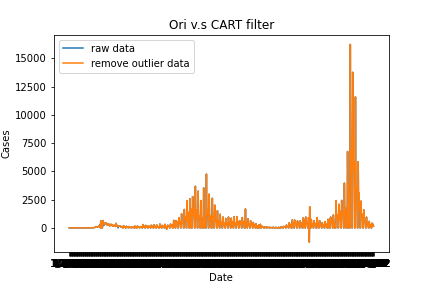 Ori v.s CART filter
raw data
remove outlier data
15000
12500
10000
7500
5000
2500
0
Cases
Date